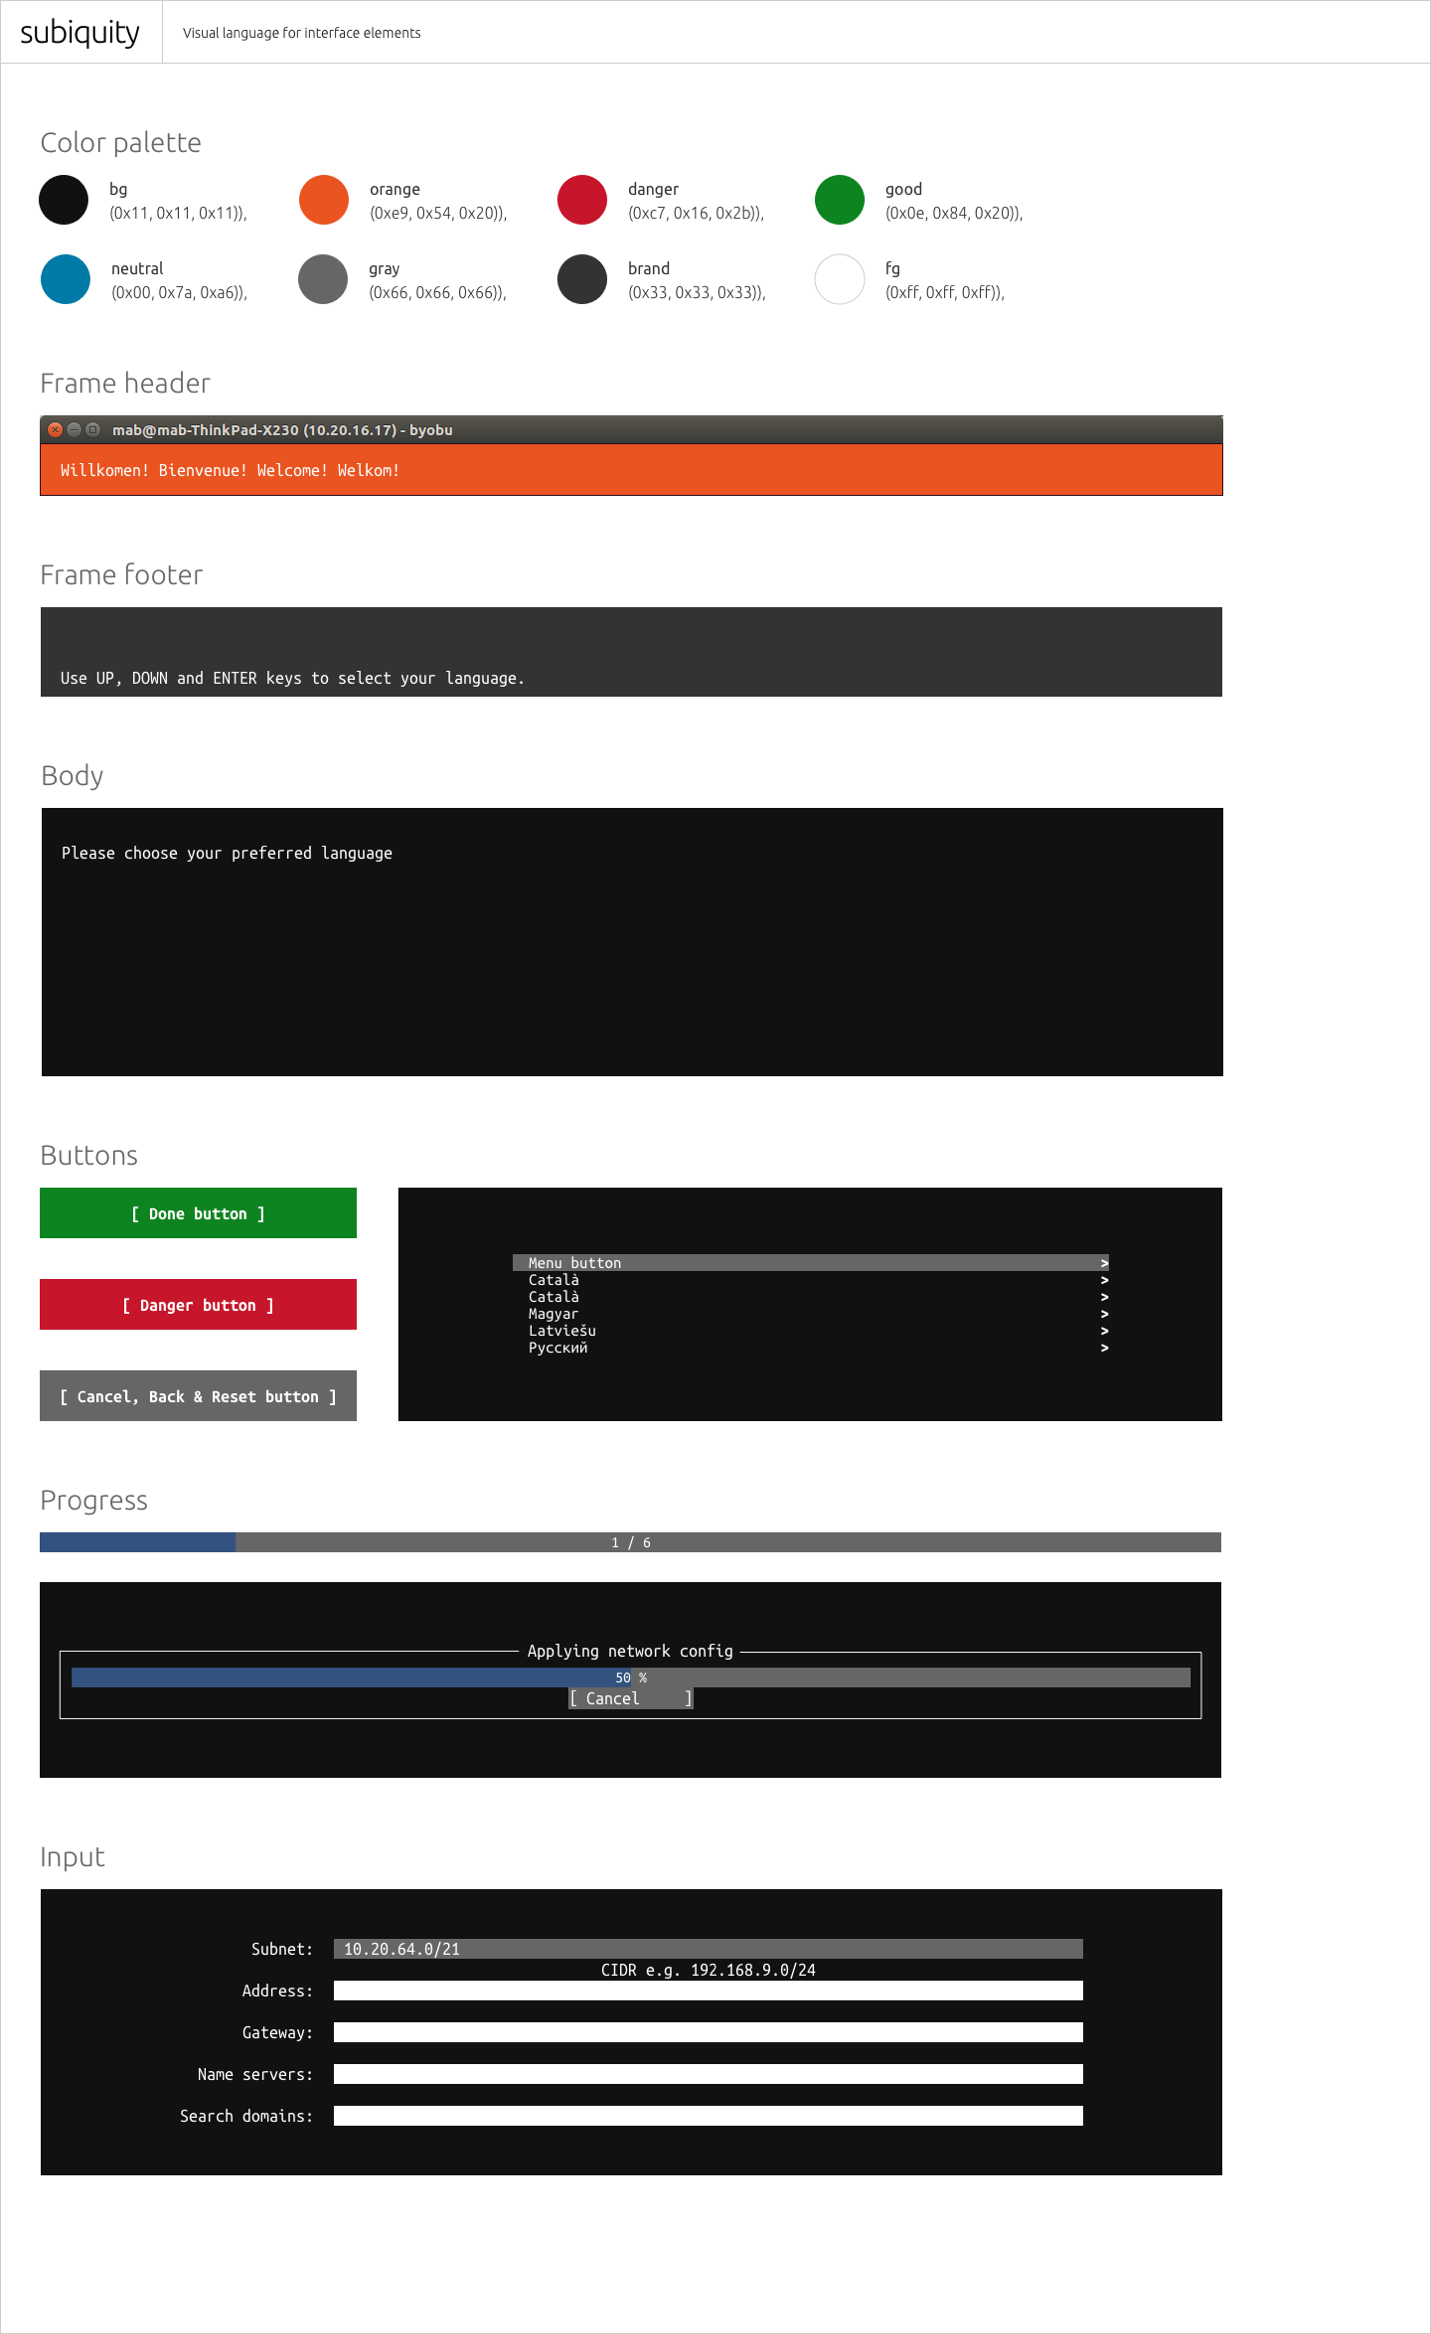 subiquity
Visual language for interface elements
Color palette
bg
(0x11, 0x11, 0x11)),
orange
(0xe9, 0x54, 0x20)),
danger
(0xc7, 0x16, 0x2b)),
good
(0x0e, 0x84, 0x20)),
neutral
(0x00, 0x7a, 0xa6)),
gray
(0x66, 0x66, 0x66)),
brand
(0x33, 0x33, 0x33)),
fg
(0xff, 0xff, 0xff)),
Frame header
mab@mab-ThinkPad-X230 (10.20.16.17) - byobu
Willkomen! Bienvenue! Welcome! Welkom!
Frame footer
Use UP, DOWN and ENTER keys to select your language.
Body
Please choose your preferred language
Buttons
[ Done button ]
[ Danger button ]
[ Cancel, Back & Reset button ]
Menu button >
Català >
Català >
Magyar >
Latviešu >
Русский >
Progress
1 / 6
Applying network config
50 %
[ Cancel ]
Input
Subnet: 10.20.64.0/21
CIDR e.g. 192.168.9.0/24
Address:
Gateway:
Name servers:
Search domains: